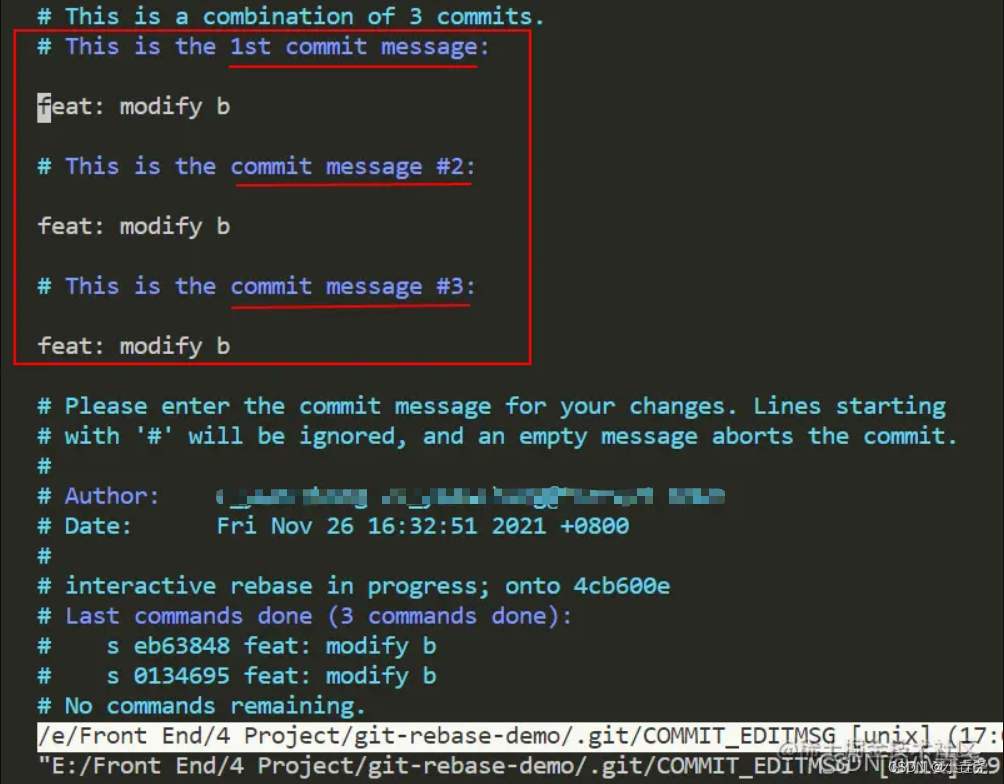 # This is a combination of 3 commits.
# This is the 1st commit message:
feat: modify b
# This is the commit message #2:
feat: modify b
# This is the commit message #3:
feat: modify b
# Please enter the commit message for your changes. Lines starting
# with '#' will be ignored, and an empty message aborts the commit.
#
# Author:
# Date: Fri Nov 26 16:32:51 2021 +0800
#
# interactive rebase in progress; onto 4cb600e
# Last commands done (3 commands done):
# s eb63848 feat: modify b
# s 0134695 feat: modify b
# No commands remaining.
/e/Front End/4 Project/git-rebase-demo/.git/COMMIT_EDITMSG [unix] (17:
"E:/Front End/4 Project/git-rebase-demo/.git/COMMIT_EDITMSG"